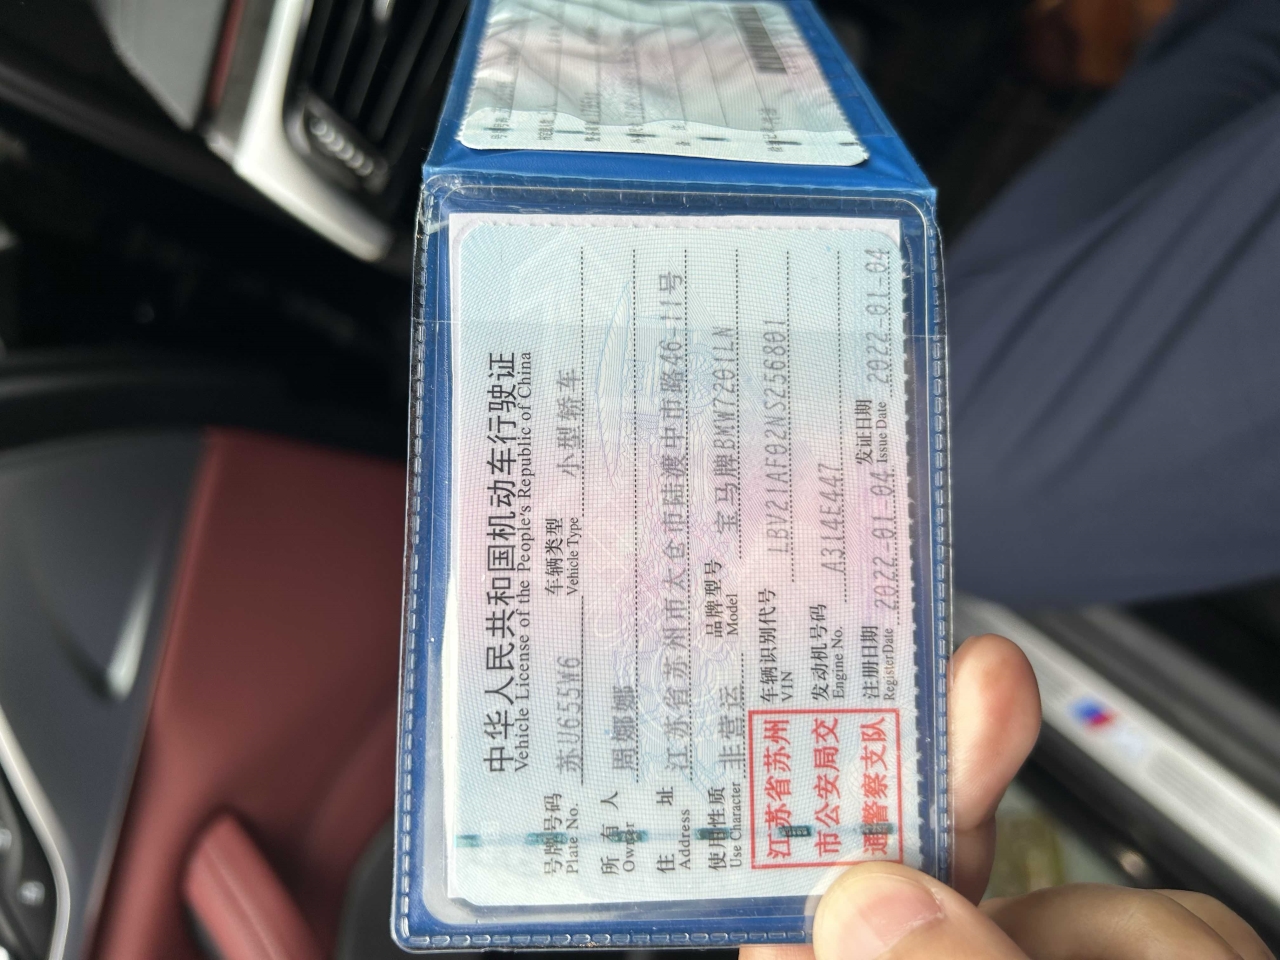 中华人民共和国机动车行驶证
Vehicle License of the People's Republic of China
号牌号码 苏U655W6 车辆类型 小型轿车
Plate No. Vehicle Type
所有人 周娜娜
Owner
住址 江苏省苏州市太仓市陆渡中市路46-11号
Address
使用性质 非营运 品牌型号 宝马牌BMW7201LN
Use Character Model
江苏省苏州
市公安局交
通警察支队
车辆识别代号 LBV21AF02NS256801
VIN
发动机号码 A314E447
Engine No.
注册日期 2022-01-04 发证日期 2022-01-04
Register Date Issue Date